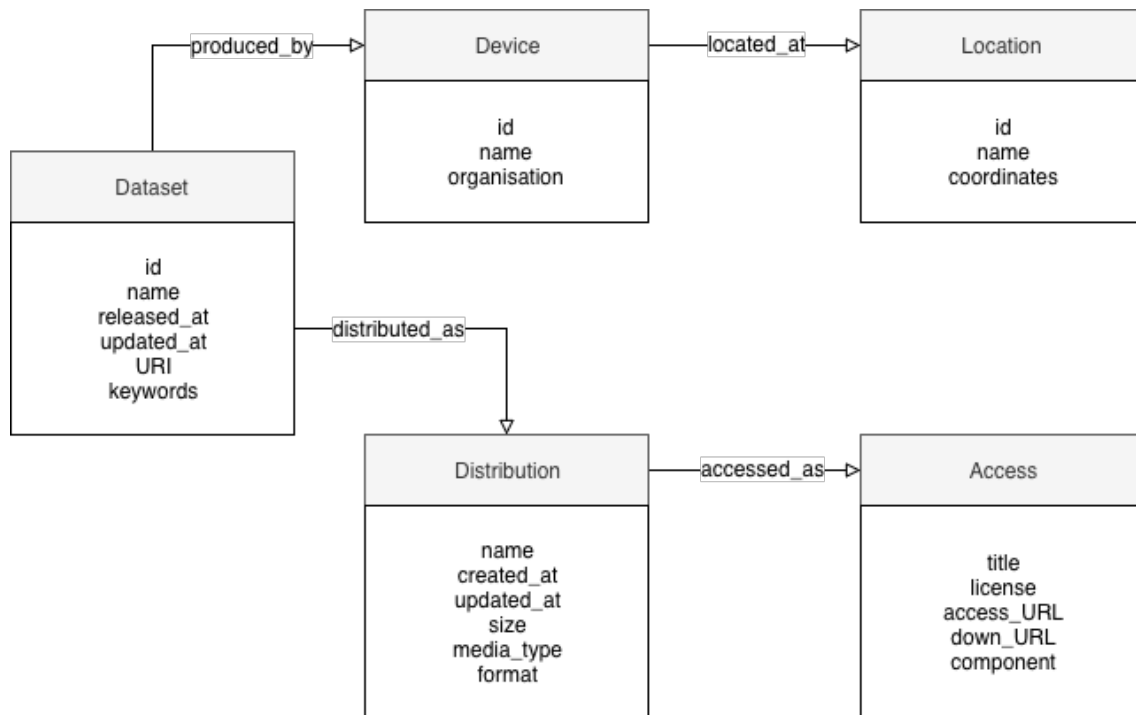 produced_by
Device
located_at
Location
id
name
organisation
id
name
coordinates
Dataset
id
name
released_at
updated_at
URI
keywords
distributed_as
Distribution
accessed_as
Access
name
created_at
updated_at
size
media_type
format
title
license
access_URL
down_URL
component